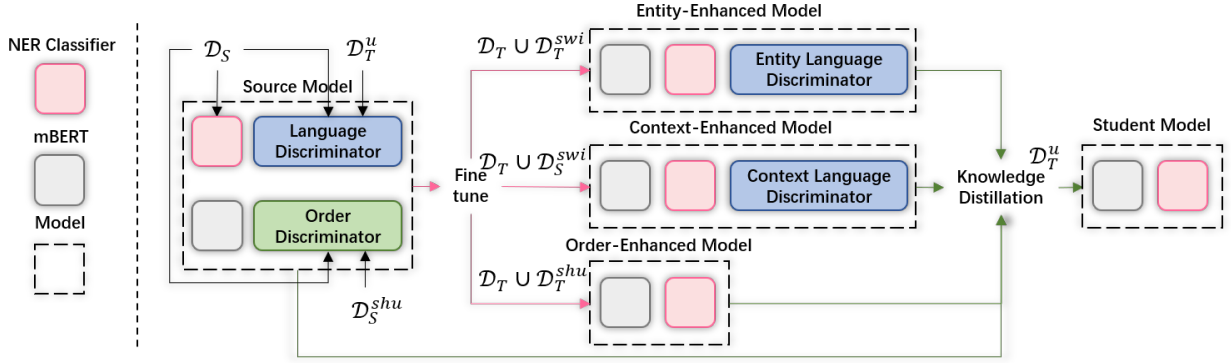 NER Classifier
mBERT
Model
𝒟_S
𝒟_T^u
Source Model
Language
Discriminator
Order
Discriminator
𝒟_S^{shu}
Fine
tune
Entity-Enhanced Model
𝒟_T ∪ 𝒟_T^{swi}
Entity Language
Discriminator
Context-Enhanced Model
𝒟_T ∪ 𝒟_S^{swi}
Context Language
Discriminator
Order-Enhanced Model
𝒟_T ∪ 𝒟_T^{shu}
Knowledge
Distillation
𝒟_T^u
Student Model